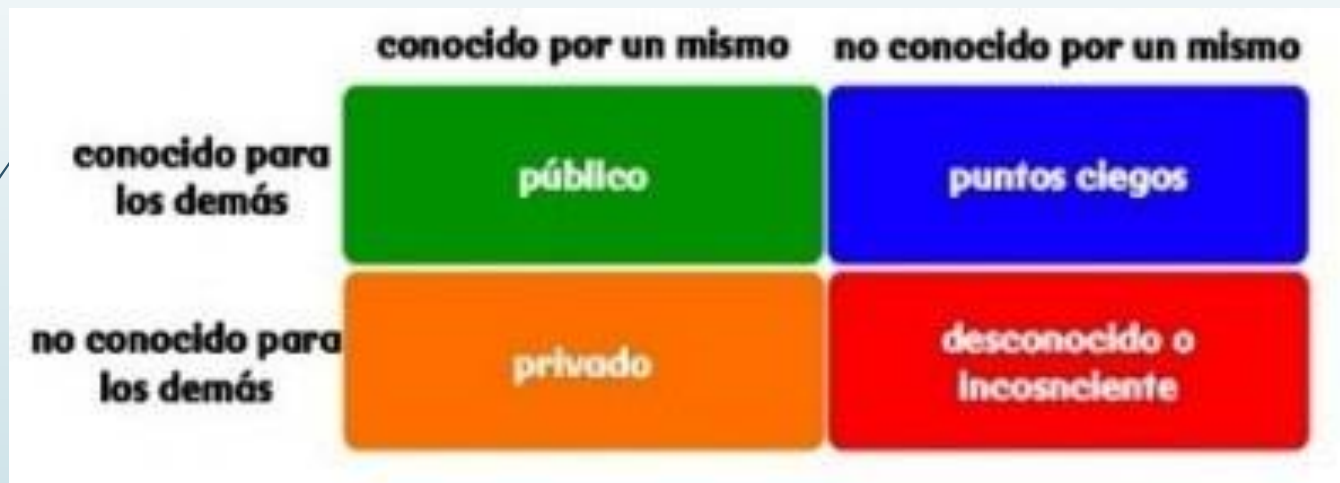 conocido por un mismo
no conocido por un mismo
conocido para
los demás
público
puntos ciegos
no conocido para
los demás
privado
desconocido o
incosnciente